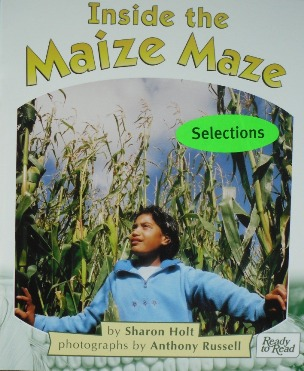 Inside the
Maize Maze
Selections
by Sharon Holt
photographs by Anthony Russell
Ready
to Read